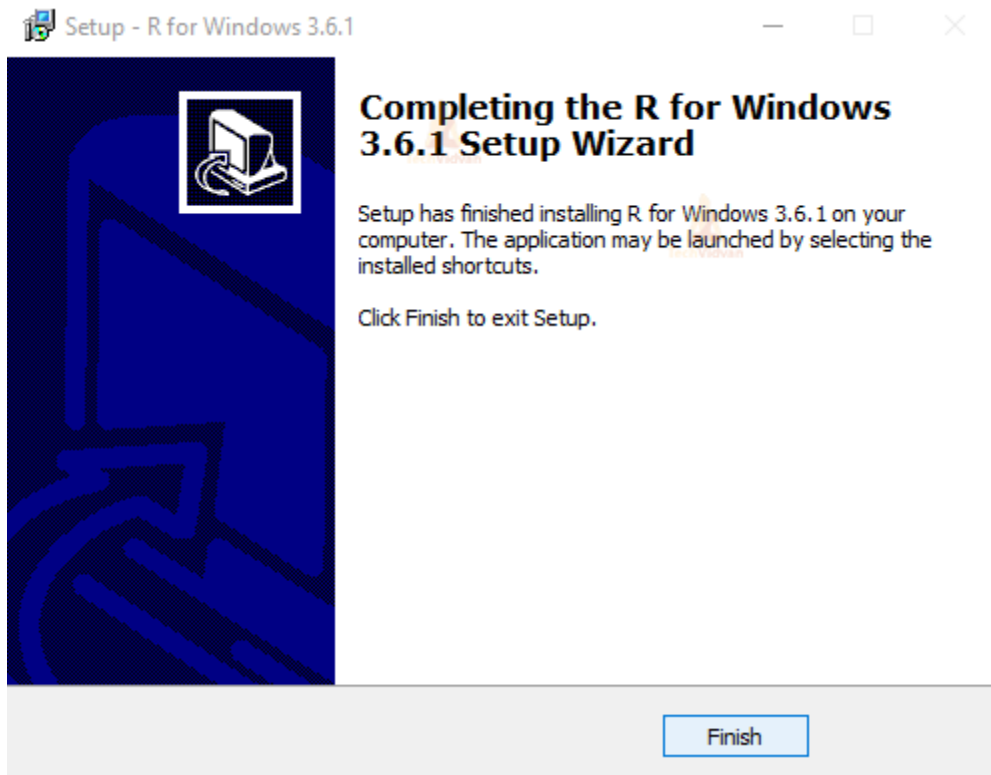 Setup - R for Windows 3.6.1
Completing the R for Windows
3.6.1 Setup Wizard
TechVidvan
Setup has finished installing R for Windows 3.6.1 on your
computer. The application may be launched by selecting the
TechVidvan
installed shortcuts.
Click Finish to exit Setup.
Finish